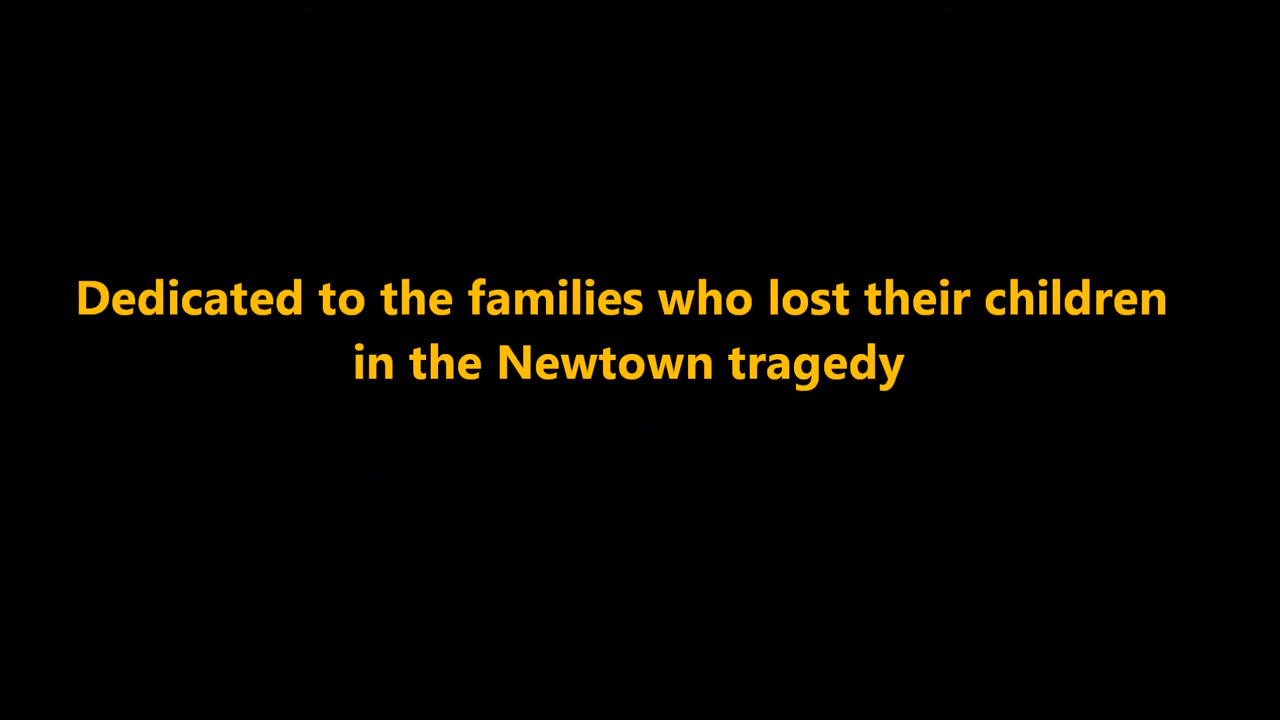 Dedicated to the families who lost their children
in the Newtown tragedy